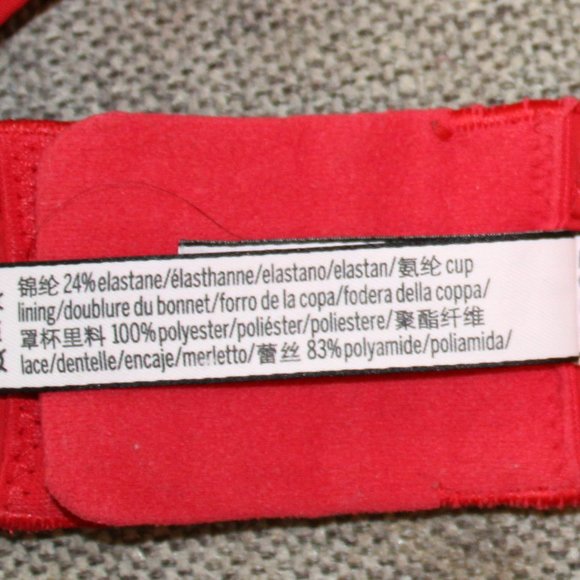 锦纶 24% elastane/élasthanne/elastano/elastan/氨纶 cup
lining/doublure du bonnet/forro de la copa/fodera della coppa/
罩杯里料 100% polyester/poliéster/poliestere/聚酯纤维
lace/dentelle/encaje/merletto/蕾丝 83% polyamide/poliamida/